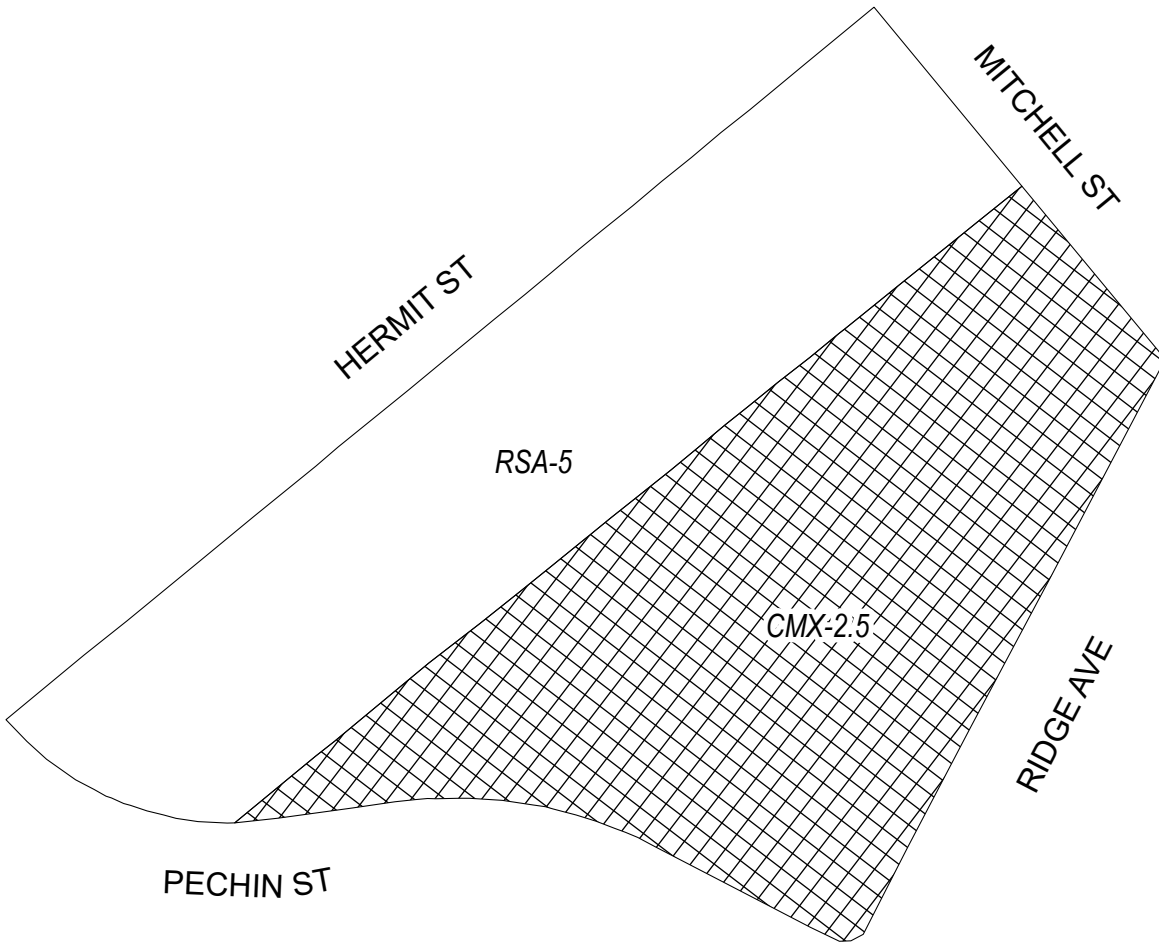 MITCHELL ST
HERMIT ST
RSA-5
CMX-2.5
RIDGE AVE
PECHIN ST